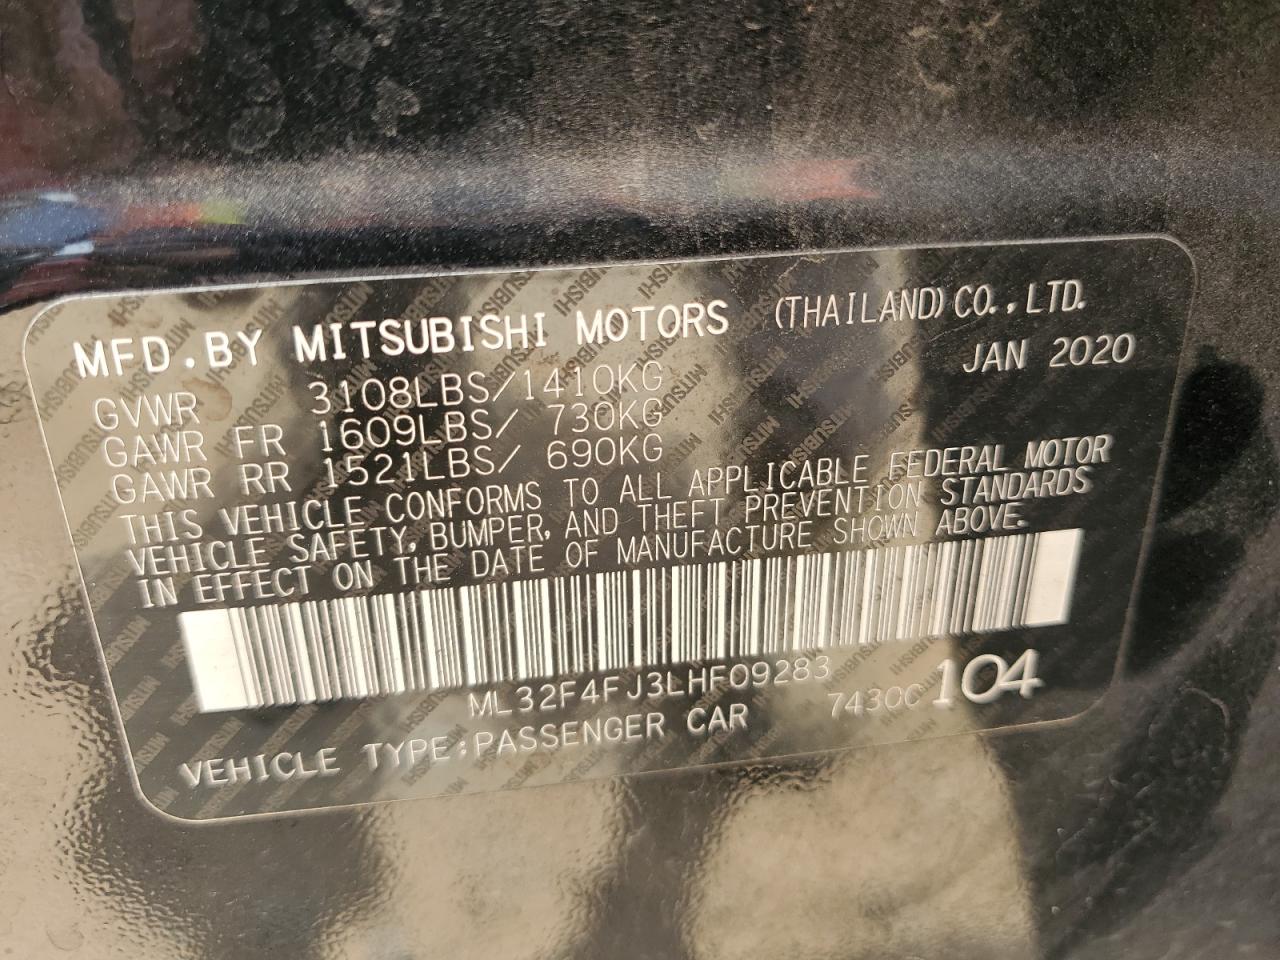 MFD.BY MITSUBISHI MOTORS (THAILAND)CO.,LTD.
JAN 2020
GVWR 3108LBS/1410KG
GAWR FR 1609LBS/ 730KG
GAWR RR 1521LBS/ 690KG
THIS VEHICLE CONFORMS TO ALL APPLICABLE FEDERAL MOTOR
VEHICLE SAFETY, BUMPER, AND THEFT PREVENTION STANDARDS
IN EFFECT ON THE DATE OF MANUFACTURE SHOWN ABOVE.
ML32F4FJ3LHF09283
VEHICLE TYPE:PASSENGER CAR 7430C 104